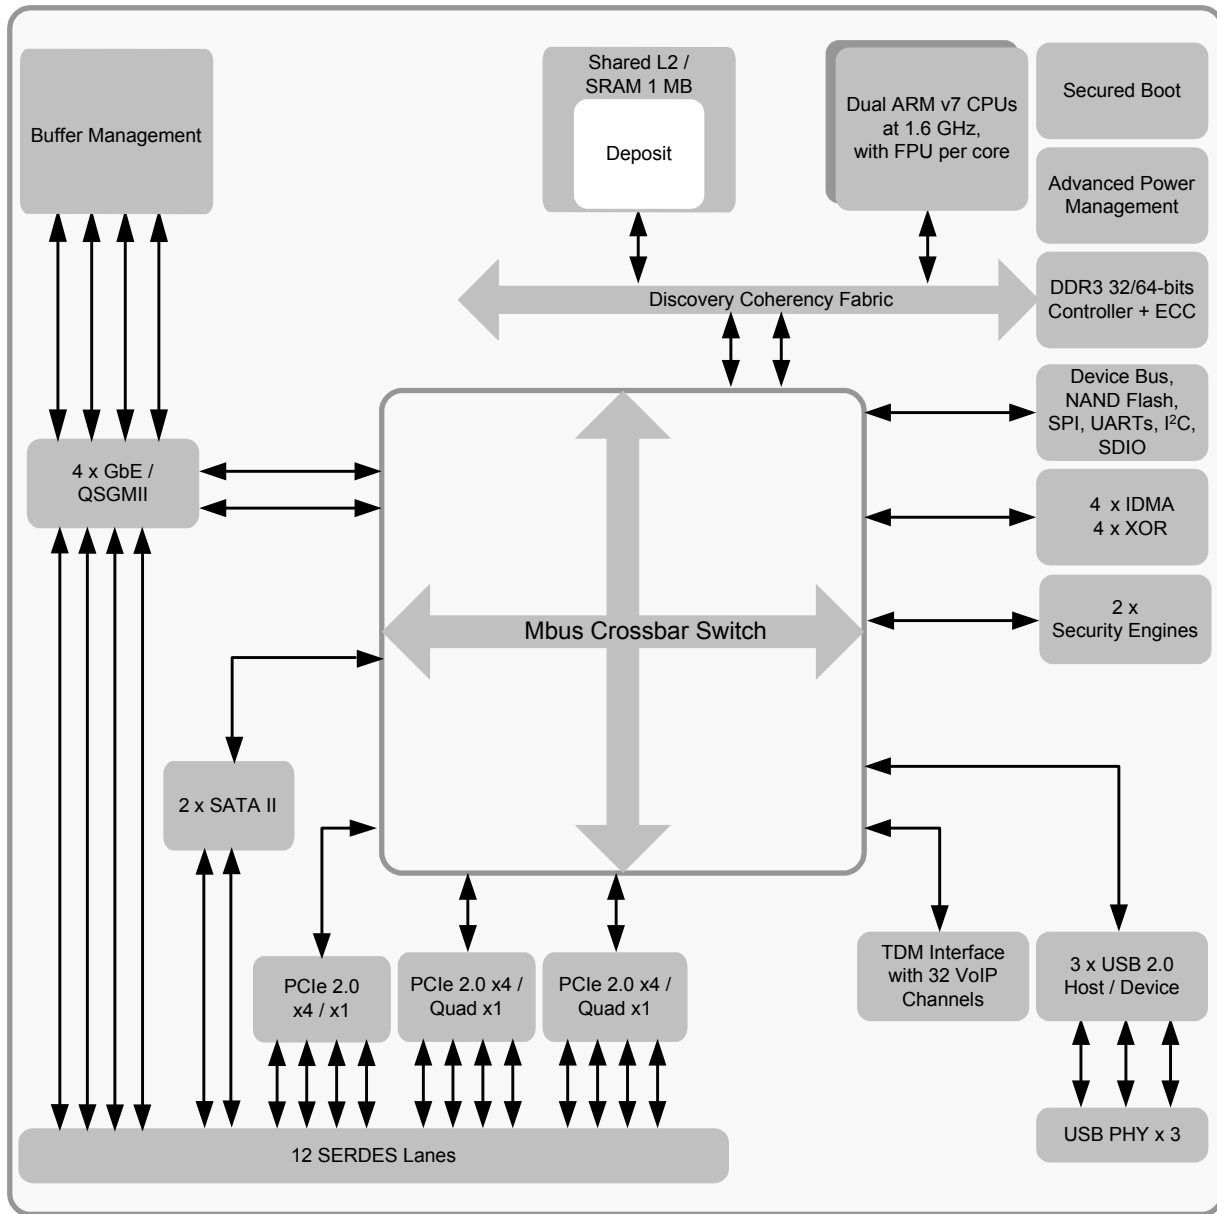 Buffer Management
Shared L2 /
SRAM 1 MB
Deposit
Dual ARM v7 CPUs
at 1.6 GHz,
with FPU per core
Secured Boot
Advanced Power
Management
DDR3 32/64-bits
Controller + ECC
Discovery Coherency Fabric
Device Bus,
NAND Flash,
SPI, UARTs, I²C,
SDIO
4 x GbE /
QSGMII
4 x IDMA
4 x XOR
2 x
Security Engines
Mbus Crossbar Switch
2 x SATA II
PCIe 2.0
x4 / x1
PCIe 2.0 x4 /
Quad x1
PCIe 2.0 x4 /
Quad x1
TDM Interface
with 32 VoIP
Channels
3 x USB 2.0
Host / Device
12 SERDES Lanes
USB PHY x 3